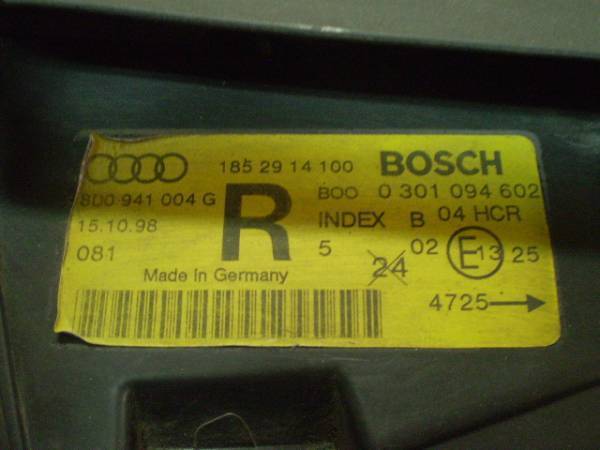 185 29 14 100 BOSCH
8D0 941 004 G R BOO 0 301 094 602
15.10.98 INDEX B 04 HCR
081 5 24 02 E13 25
Made In Germany
4725